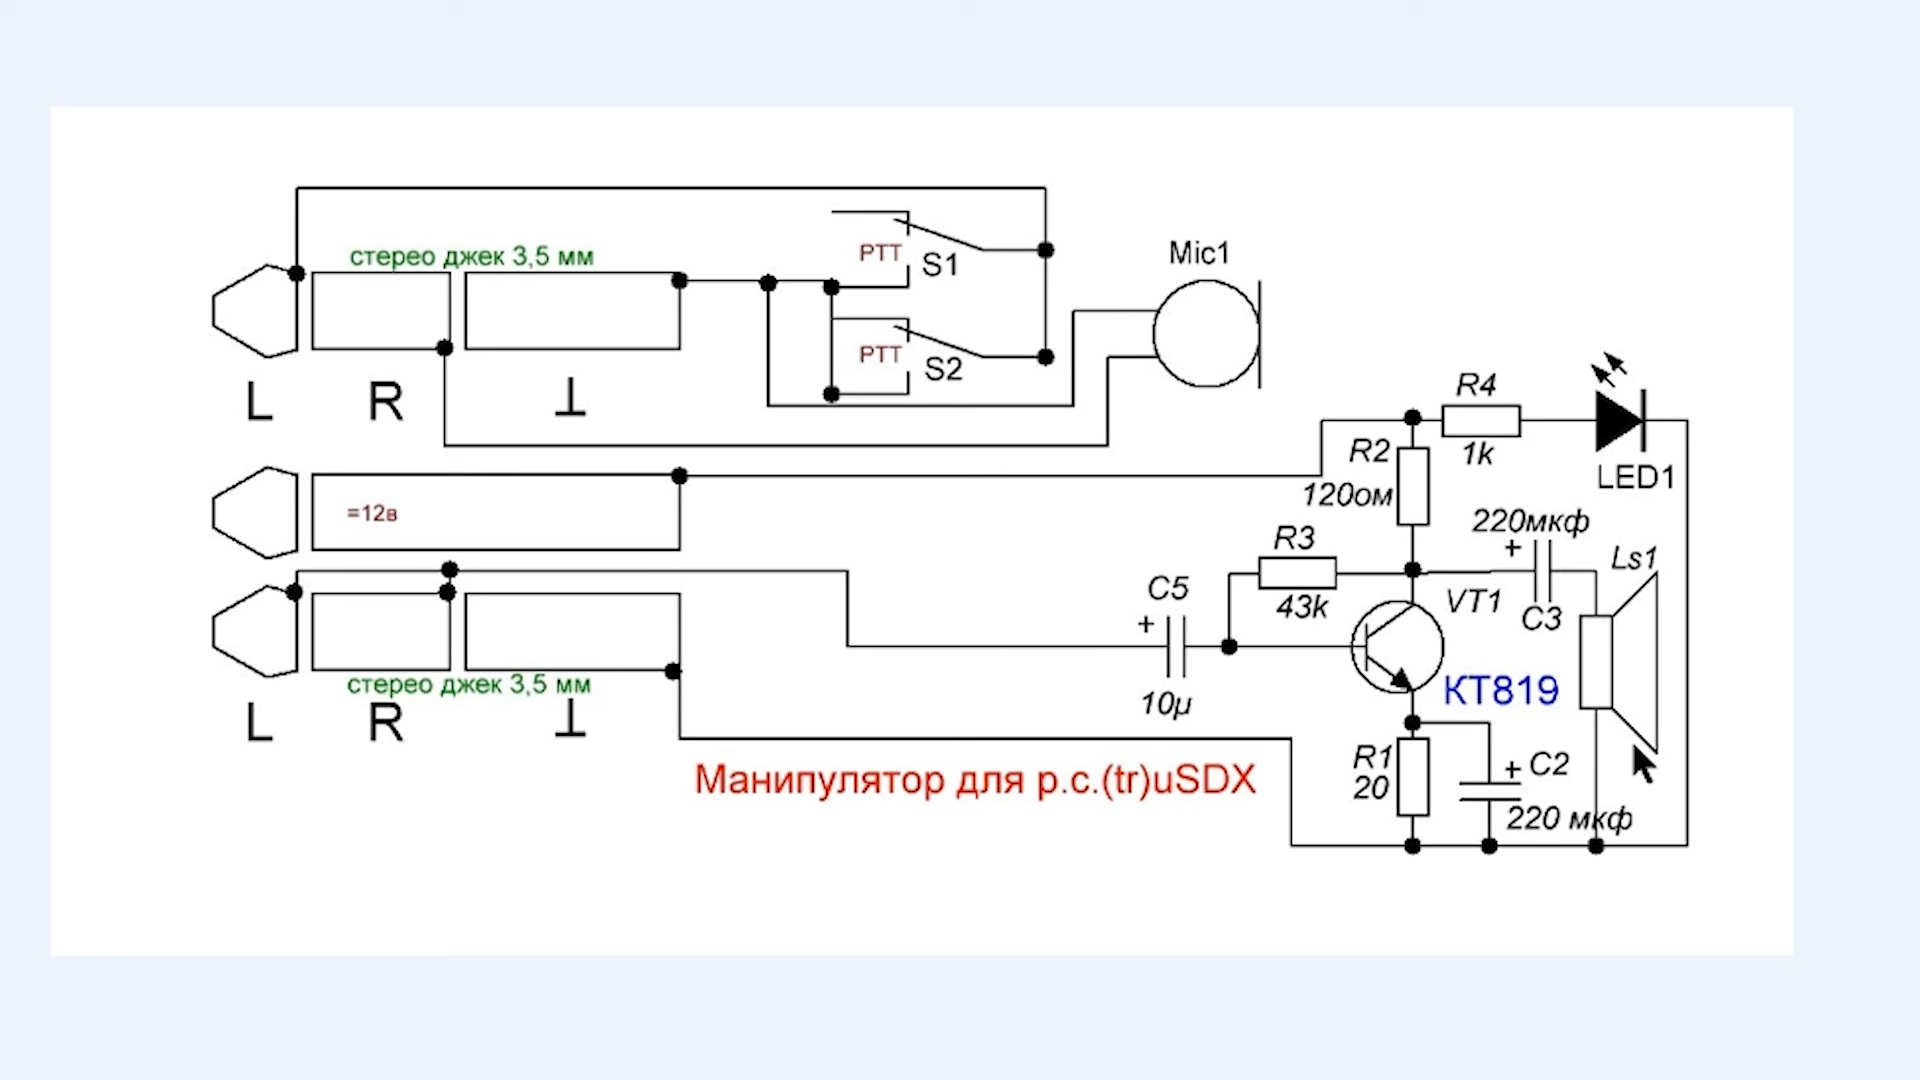 стерео джек 3,5 мм
PTT
S1
Mic1
PTT
S2
L R ⊥
R4
1k
LED1
R2
120ом
=12в
220мкф
+
Ls1
R3
43k
C5
+
10µ
VT1
C3
КТ819
стерео джек 3,5 мм
L R ⊥
Манипулятор для р.с.(tr)uSDX
R1
20
+ C2
220 мкф